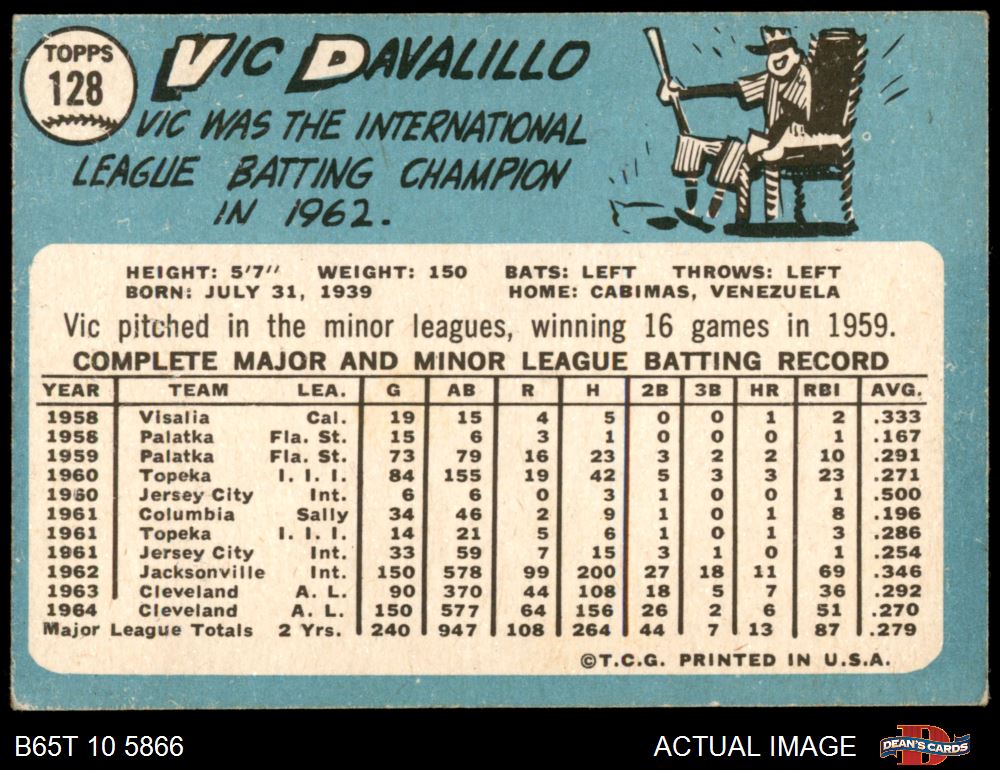 TOPPS
128
VIC DAVALILLO
VIC WAS THE INTERNATIONAL
LEAGUE BATTING CHAMPION
IN 1962.
HEIGHT: 5'7" WEIGHT: 150 BATS: LEFT THROWS: LEFT
BORN: JULY 31, 1939 HOME: CABIMAS, VENEZUELA
Vic pitched in the minor leagues, winning 16 games in 1959.
COMPLETE MAJOR AND MINOR LEAGUE BATTING RECORD
YEAR TEAM LEA. G AB R H 2B 3B HR RBI AVG.
1958 Visalia Cal. 19 15 4 5 0 0 1 2 .333
1958 Palatka Fla. St. 15 6 3 1 0 0 0 1 .167
1959 Palatka Fla. St. 73 79 16 23 3 2 2 10 .291
1960 Topeka I. I. I. 84 155 19 42 5 3 3 23 .271
1960 Jersey City Int. 6 6 0 3 1 0 0 1 .500
1961 Columbia Sally 34 46 2 9 1 0 1 8 .196
1961 Topeka I. I. I. 14 21 5 6 1 0 1 3 .286
1961 Jersey City Int. 33 59 7 15 3 1 0 1 .254
1962 Jacksonville Int. 150 578 99 200 27 18 11 69 .346
1963 Cleveland A. L. 90 370 44 108 18 5 7 36 .292
1964 Cleveland A. L. 150 577 64 156 26 2 6 51 .270
Major League Totals 2 Yrs. 240 947 108 264 44 7 13 87 .279
©T.C.G. PRINTED IN U.S.A.
B65T 10 5866 ACTUAL IMAGE DEAN'S CARDS